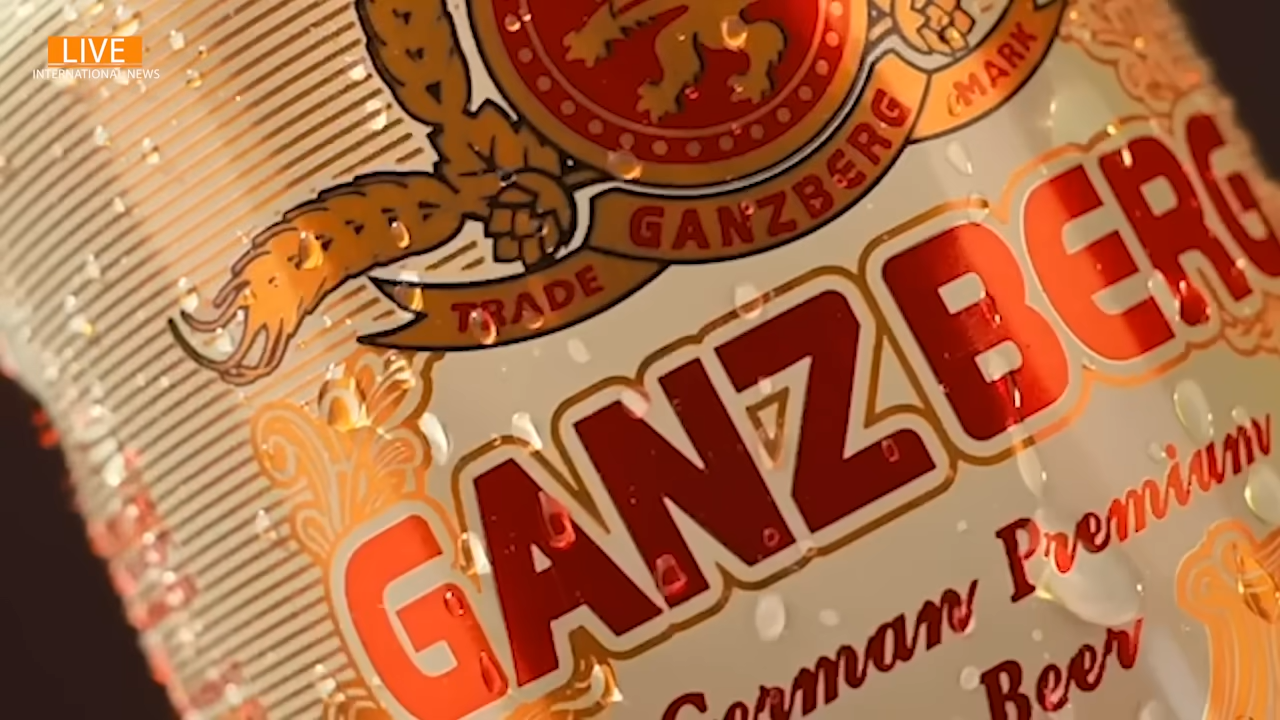 LIVE
INTERNATIONAL NEWS
TRADE GANZBERG MARK
GANZBERG
German Premium
Beer